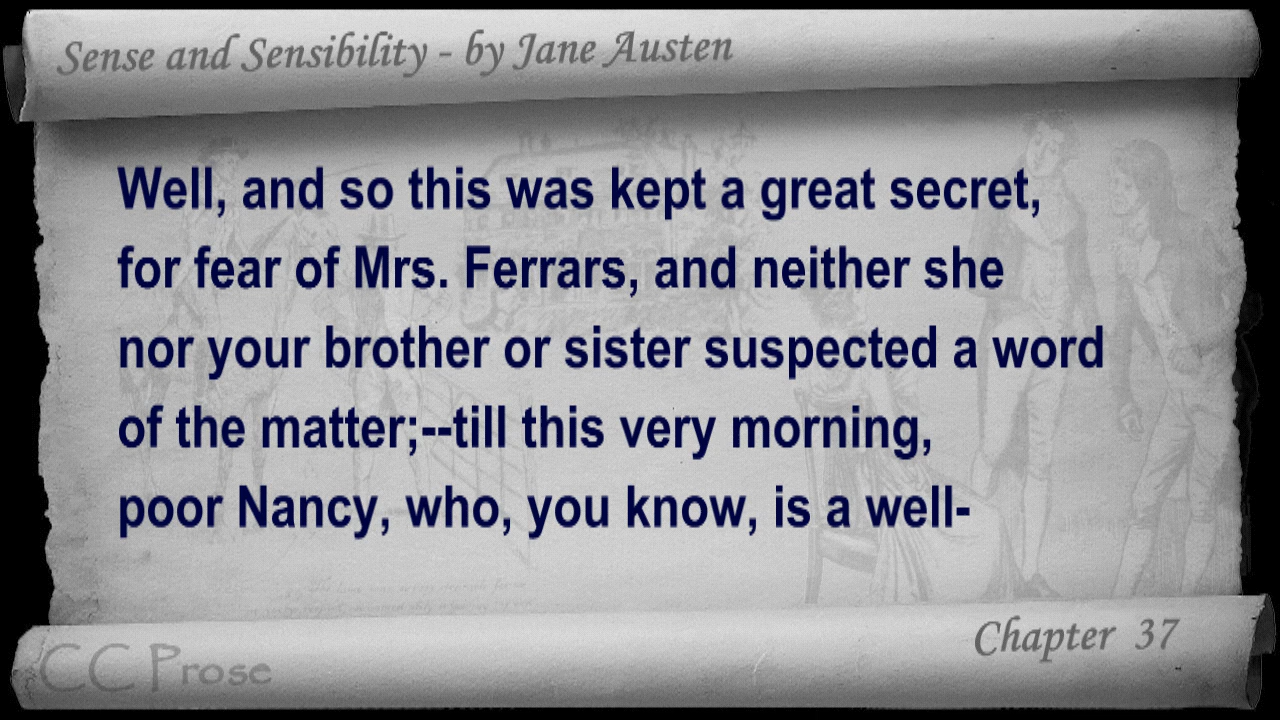 Sense and Sensibility - by Jane Austen
Well, and so this was kept a great secret,
for fear of Mrs. Ferrars, and neither she
nor your brother or sister suspected a word
of the matter;--till this very morning,
poor Nancy, who, you know, is a well-
Chapter 37
CC Prose